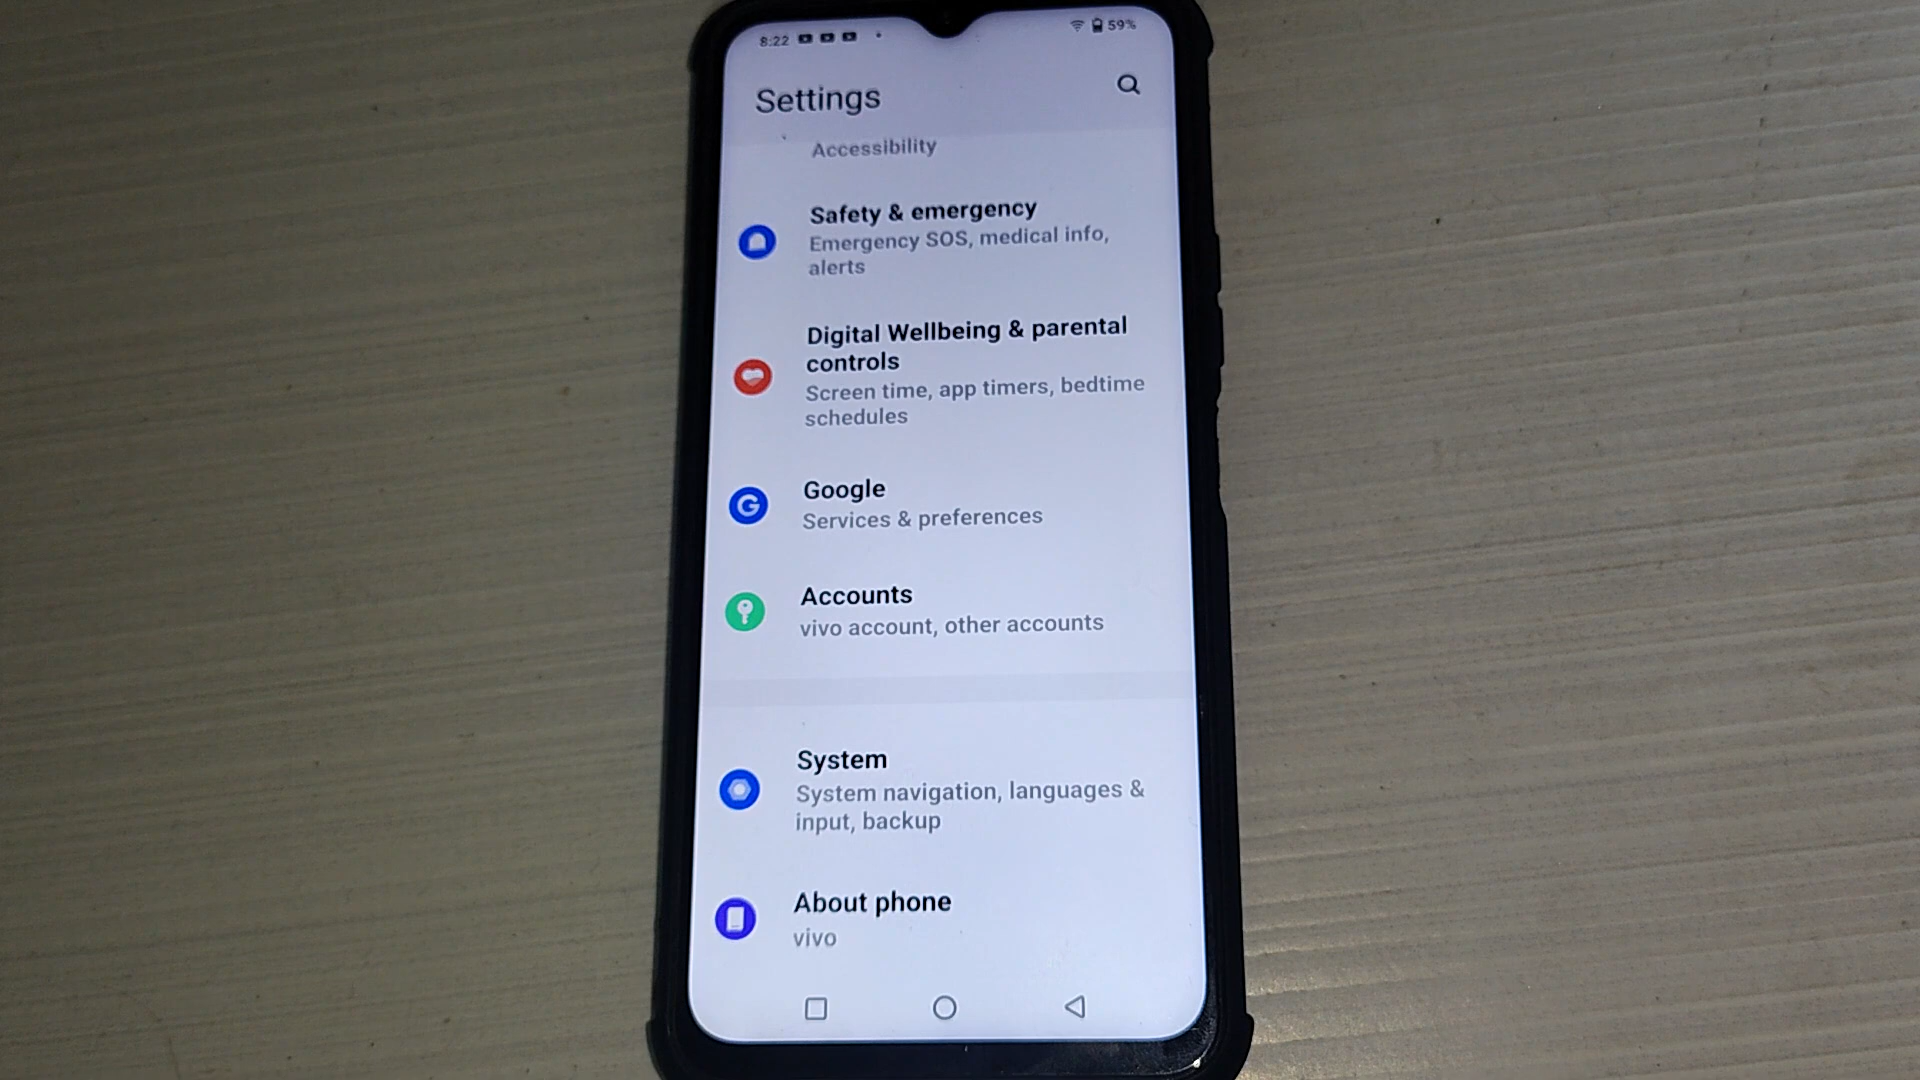 8:22
59%
Settings
Accessibility
Safety & emergency
Emergency SOS, medical info,
alerts
Digital Wellbeing & parental
controls
Screen time, app timers, bedtime
schedules
G
Google
Services & preferences
Accounts
vivo account, other accounts
System
System navigation, languages &
input, backup
About phone
vivo